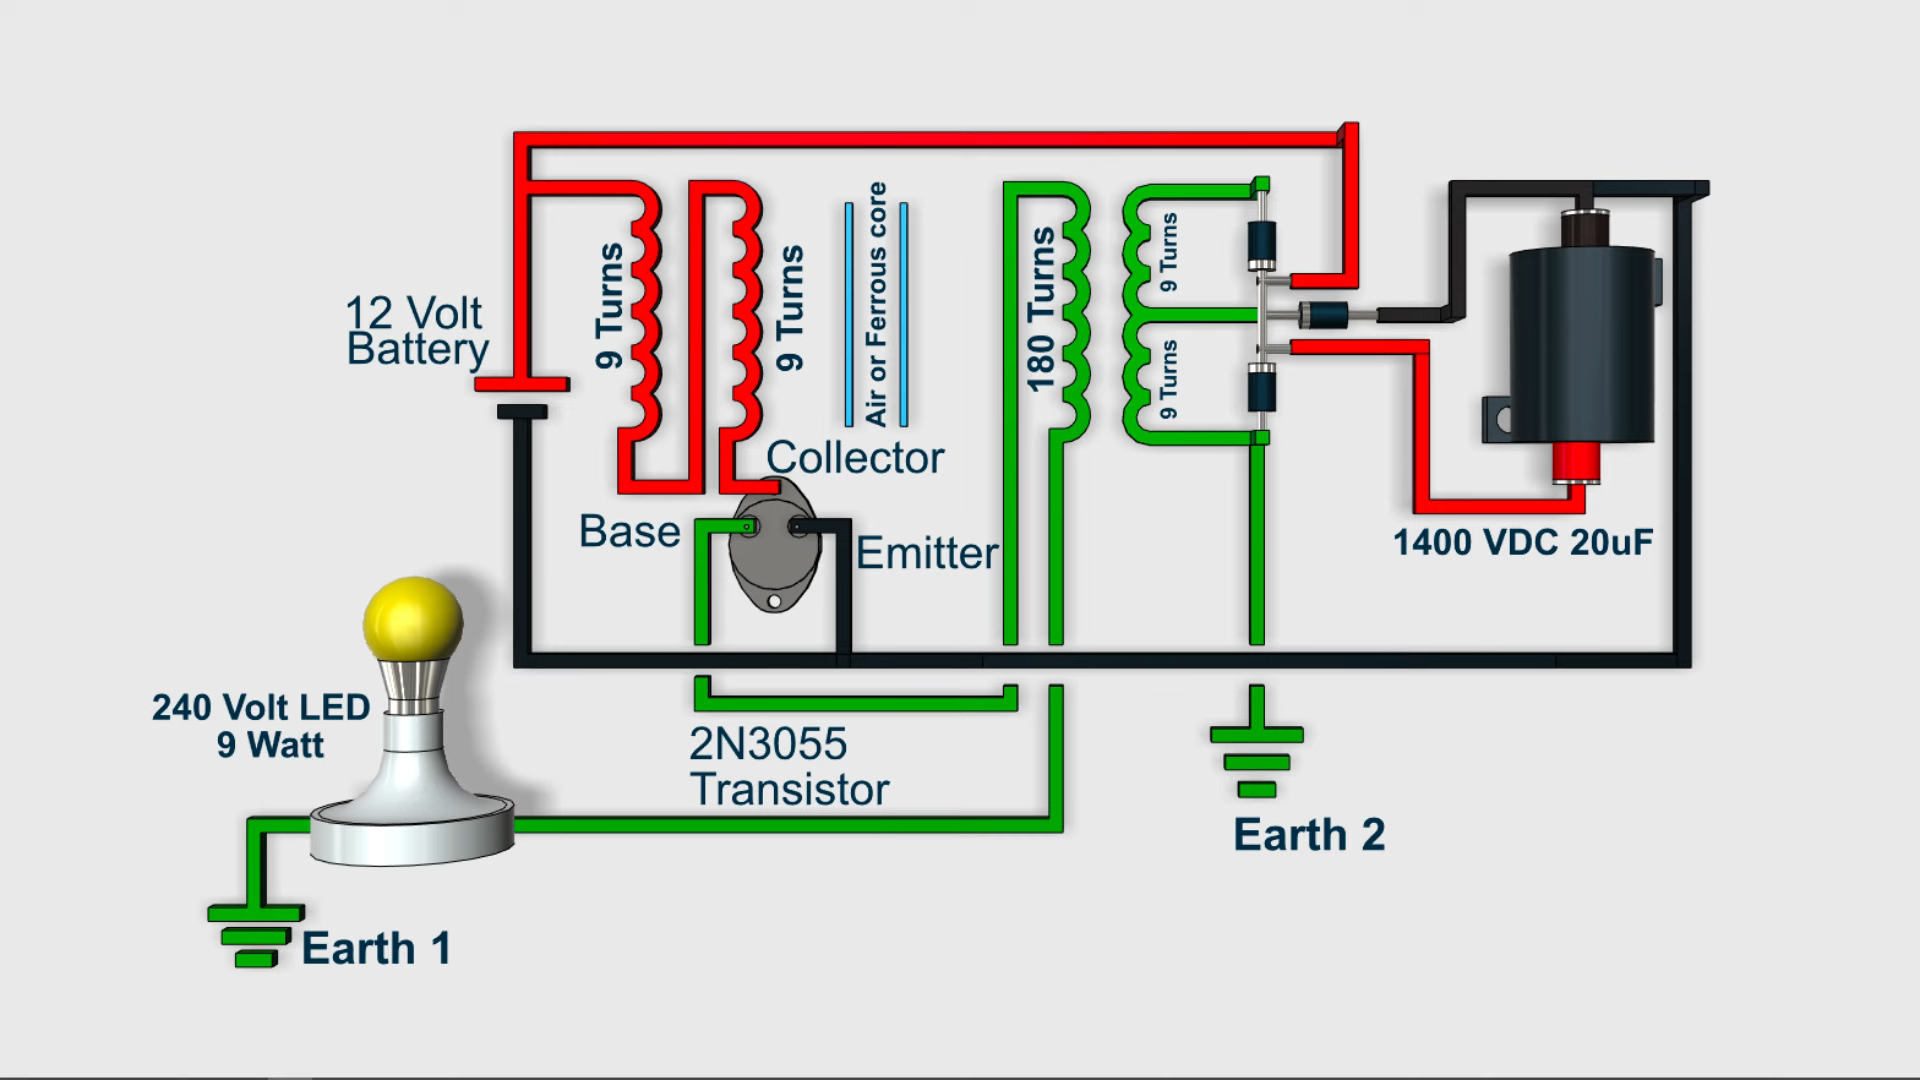 12 Volt
Battery
9 Turns
9 Turns
Air or Ferrous core
180 Turns
9 Turns
9 Turns
Collector
Base
Emitter
1400 VDC 20uF
240 Volt LED
9 Watt
2N3055
Transistor
Earth 2
Earth 1